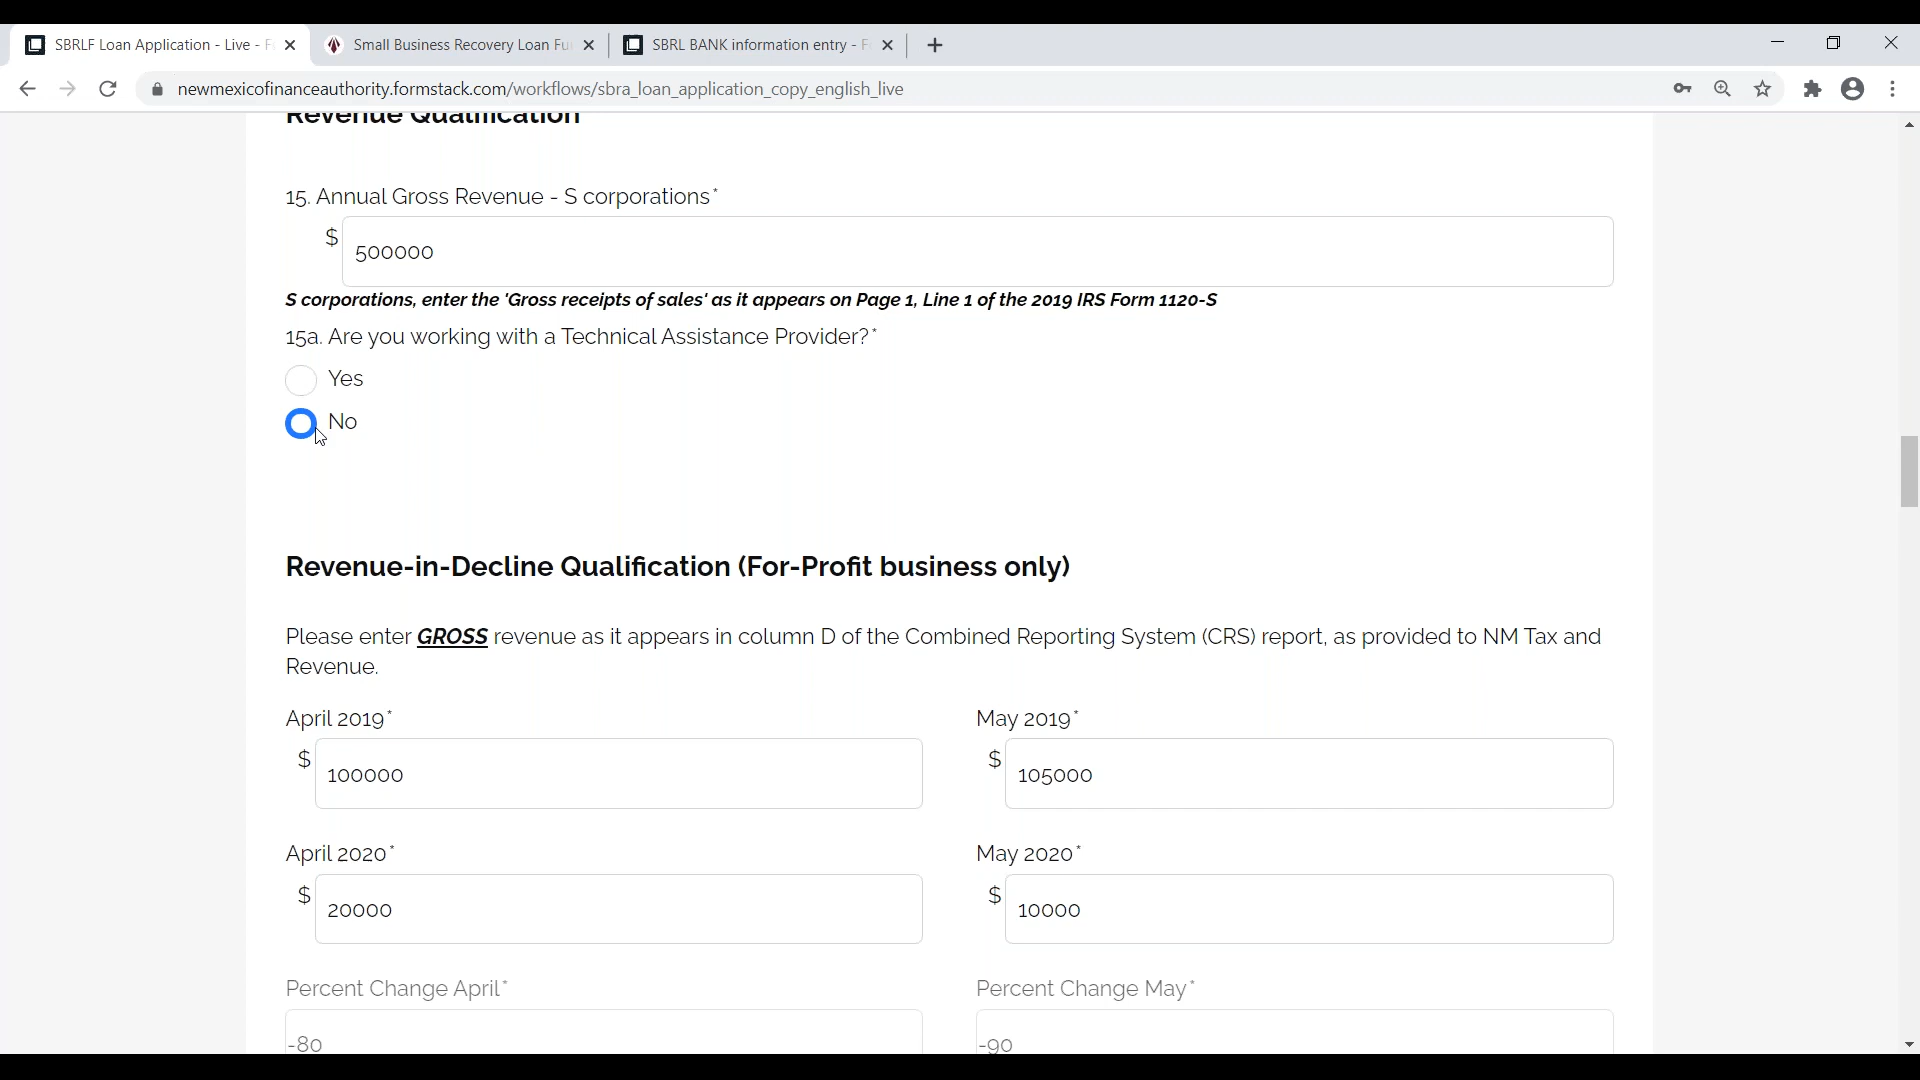 SBRLF Loan Application - Live - F
Small Business Recovery Loan Fu
SBRL BANK information entry - F
newmexicofinanceauthority.formstack.com/workflows/sbra_loan_application_copy_english_live
Revenue Qualification
15. Annual Gross Revenue - S corporations*
$ 500000
S corporations, enter the 'Gross receipts of sales' as it appears on Page 1, Line 1 of the 2019 IRS Form 1120-S
15a. Are you working with a Technical Assistance Provider?*
Yes
No
Revenue-in-Decline Qualification (For-Profit business only)
Please enter GROSS revenue as it appears in column D of the Combined Reporting System (CRS) report, as provided to NM Tax and
Revenue.
April 2019* May 2019*
$ 100000 $ 105000
April 2020* May 2020*
$ 20000 $ 10000
Percent Change April* Percent Change May*
-80 -90